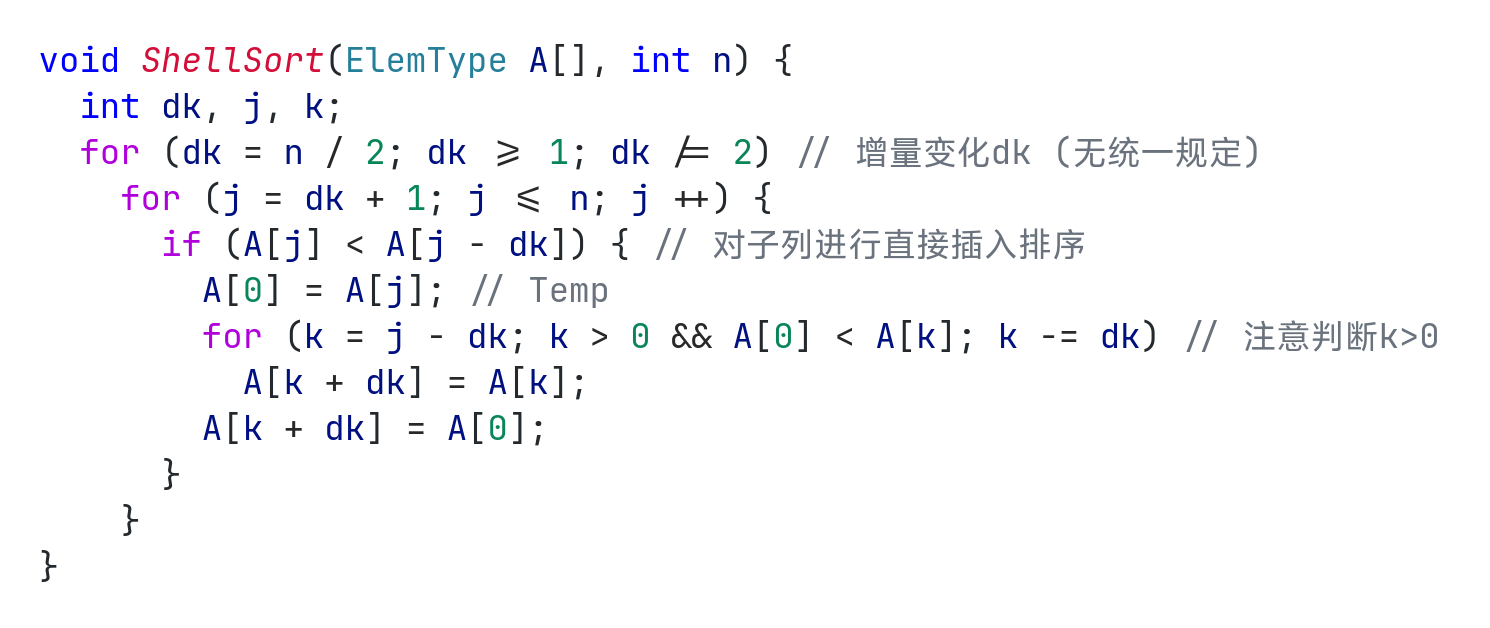 void ShellSort(ElemType A[], int n) {
  int dk, j, k;
  for (dk = n / 2; dk >= 1; dk /= 2) // 增量变化dk (无统一规定)
    for (j = dk + 1; j <= n; j ++) {
      if (A[j] < A[j - dk]) { // 对子列进行直接插入排序
        A[0] = A[j]; // Temp
        for (k = j - dk; k > 0 && A[0] < A[k]; k -= dk) // 注意判断k>0
          A[k + dk] = A[k];
        A[k + dk] = A[0];
      }
    }
}